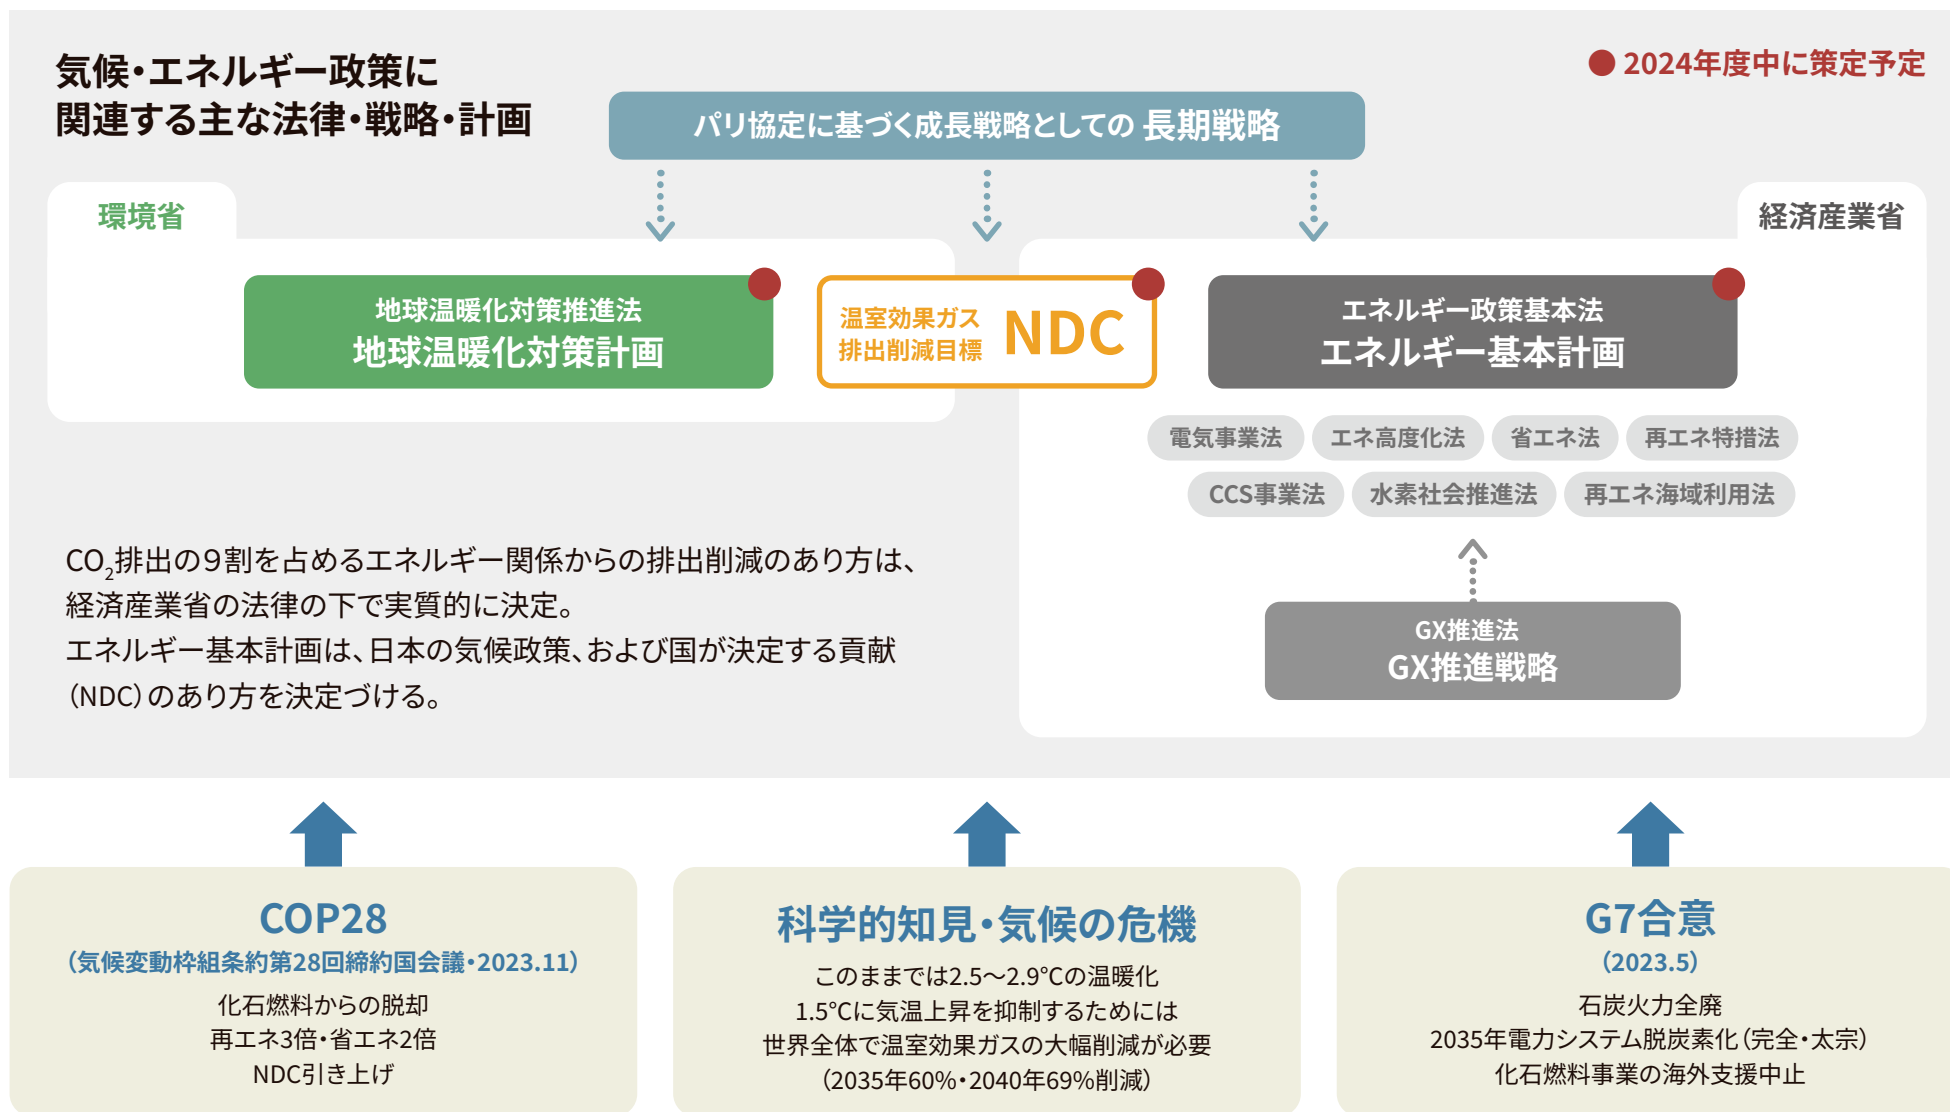 気候・エネルギー政策に
関連する主な法律・戦略・計画
2024年度中に策定予定
パリ協定に基づく成長戦略としての 長期戦略
環境省
経済産業省
地球温暖化対策推進法
地球温暖化対策計画
温室効果ガス
排出削減目標
NDC
エネルギー政策基本法
エネルギー基本計画
電気事業法 エネ高度化法 省エネ法 再エネ特措法
CCS事業法 水素社会推進法 再エネ海域利用法
GX推進法
GX推進戦略
CO₂排出の９割を占めるエネルギー関係からの排出削減のあり方は、
経済産業省の法律の下で実質的に決定。
エネルギー基本計画は、日本の気候政策、および国が決定する貢献
（NDC）のあり方を決定づける。
COP28
（気候変動枠組条約第28回締約国会議・2023.11）
化石燃料からの脱却
再エネ3倍・省エネ2倍
NDC引き上げ
科学的知見・気候の危機
このままでは2.5〜2.9℃の温暖化
1.5℃に気温上昇を抑制するためには
世界全体で温室効果ガスの大幅削減が必要
（2035年60%・2040年69%削減）
G7合意
（2023.5）
石炭火力全廃
2035年電力システム脱炭素化（完全・太宗）
化石燃料事業の海外支援中止